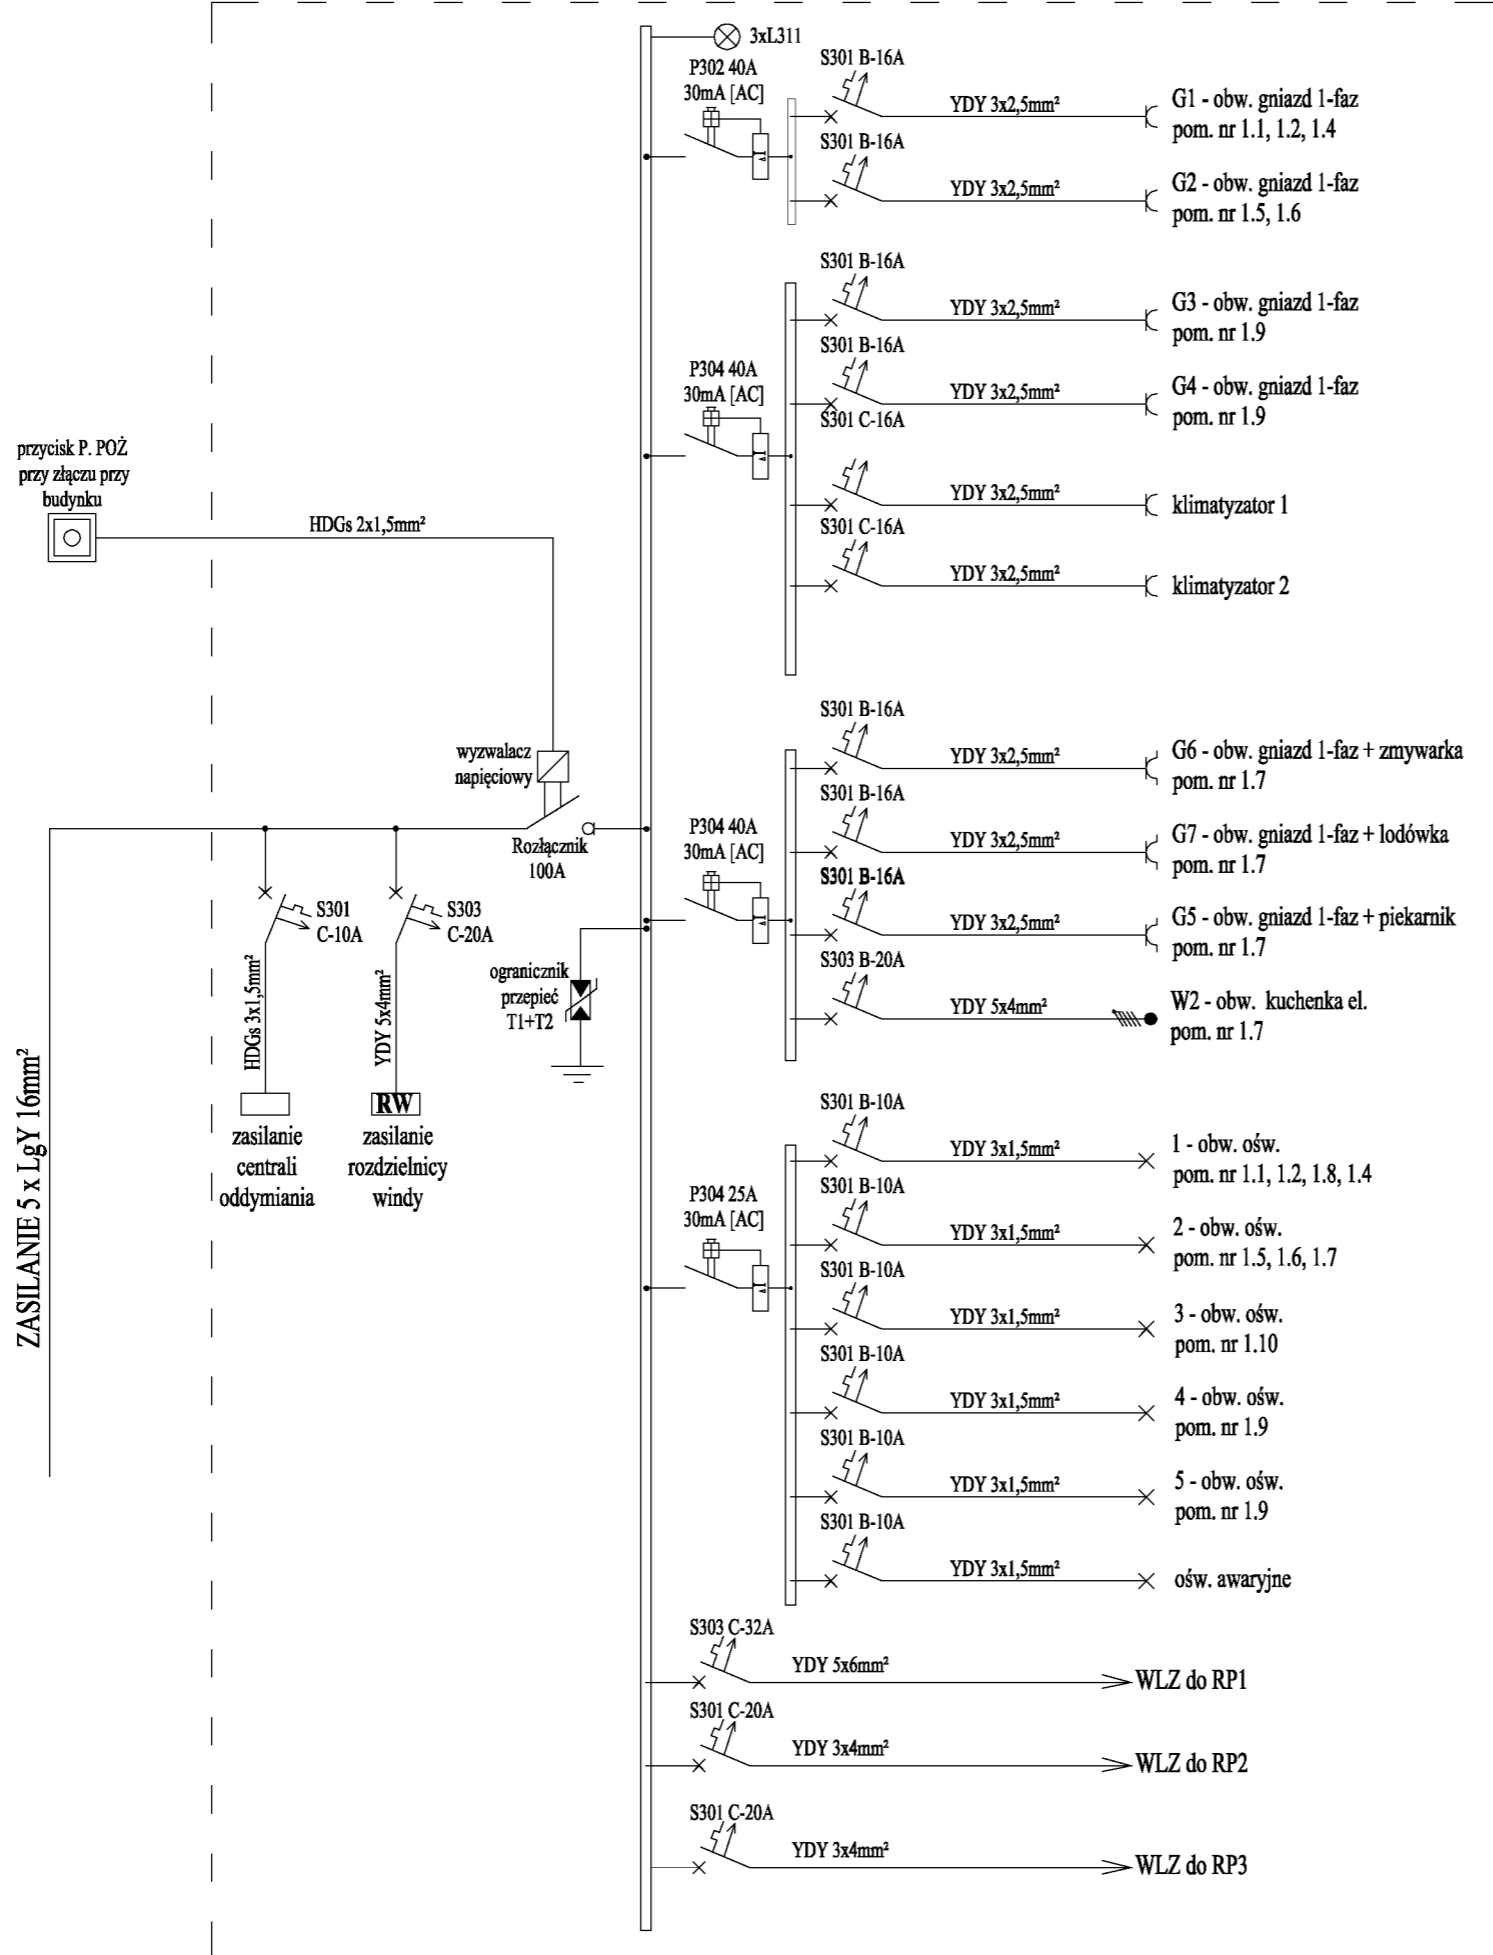 3xL311
P302 40A
30mA [AC]
S301 B-16A
YDY 3x2,5mm²
G1 - obw. gniazd 1-faz
pom. nr 1.1, 1.2, 1.4
S301 B-16A
YDY 3x2,5mm²
G2 - obw. gniazd 1-faz
pom. nr 1.5, 1.6
P304 40A
30mA [AC]
S301 B-16A
YDY 3x2,5mm²
G3 - obw. gniazd 1-faz
pom. nr 1.9
S301 B-16A
YDY 3x2,5mm²
G4 - obw. gniazd 1-faz
pom. nr 1.9
S301 C-16A
YDY 3x2,5mm²
klimatyzator 1
S301 C-16A
YDY 3x2,5mm²
klimatyzator 2
przycisk P. POŻ
przy złączu przy
budynku
HDGs 2x1,5mm²
wyzwalacz
napięciowy
Rozłącznik
100A
P304 40A
30mA [AC]
S301 B-16A
YDY 3x2,5mm²
G6 - obw. gniazd 1-faz + zmywarka
pom. nr 1.7
S301 B-16A
YDY 3x2,5mm²
G7 - obw. gniazd 1-faz + lodówka
pom. nr 1.7
S301 B-16A
YDY 3x2,5mm²
G5 - obw. gniazd 1-faz + piekarnik
pom. nr 1.7
S303 B-20A
YDY 5x4mm²
W2 - obw. kuchenka el.
pom. nr 1.7
S301
C-10A
S303
C-20A
HDGs 3x1,5mm²
YDY 5x4mm²
ogranicznik
przepieć
T1+T2
RW
zasilanie
centrali
oddymiania
zasilanie
rozdzielnicy
windy
ZASILANIE 5 x LgY 16mm²
P304 25A
30mA [AC]
S301 B-10A
YDY 3x1,5mm²
1 - obw. ośw.
pom. nr 1.1, 1.2, 1.8, 1.4
S301 B-10A
YDY 3x1,5mm²
2 - obw. ośw.
pom. nr 1.5, 1.6, 1.7
S301 B-10A
YDY 3x1,5mm²
3 - obw. ośw.
pom. nr 1.10
S301 B-10A
YDY 3x1,5mm²
4 - obw. ośw.
pom. nr 1.9
S301 B-10A
YDY 3x1,5mm²
5 - obw. ośw.
pom. nr 1.9
S301 B-10A
YDY 3x1,5mm²
ośw. awaryjne
S303 C-32A
YDY 5x6mm²
WLZ do RP1
S301 C-20A
YDY 3x4mm²
WLZ do RP2
S301 C-20A
YDY 3x4mm²
WLZ do RP3